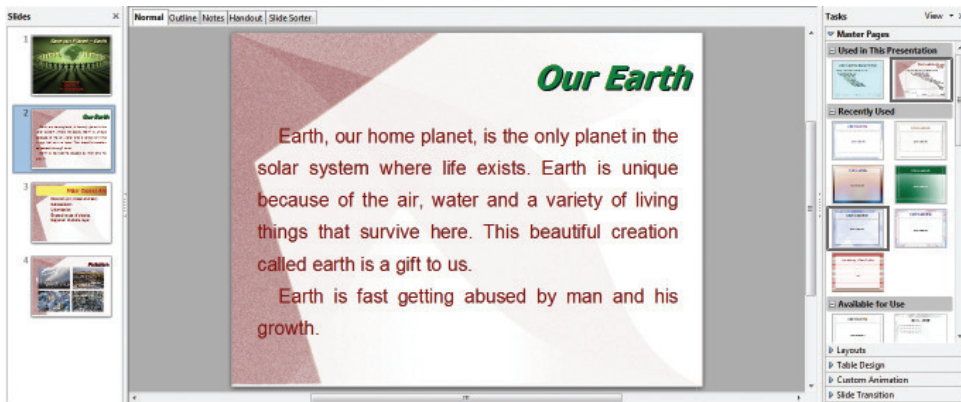 Slides
Normal Outline Notes Handout Slide Sorter
Tasks View
1
Save our Planet - Earth
2
Our Earth
3
4
Pollution
Our Earth
Earth, our home planet, is the only planet in the
solar system where life exists. Earth is unique
because of the air, water and a variety of living
things that survive here. This beautiful creation
called earth is a gift to us.
Earth is fast getting abused by man and his
growth.
Master Pages
Used in This Presentation
Recently Used
Available for Use
Layouts
Table Design
Custom Animation
Slide Transition